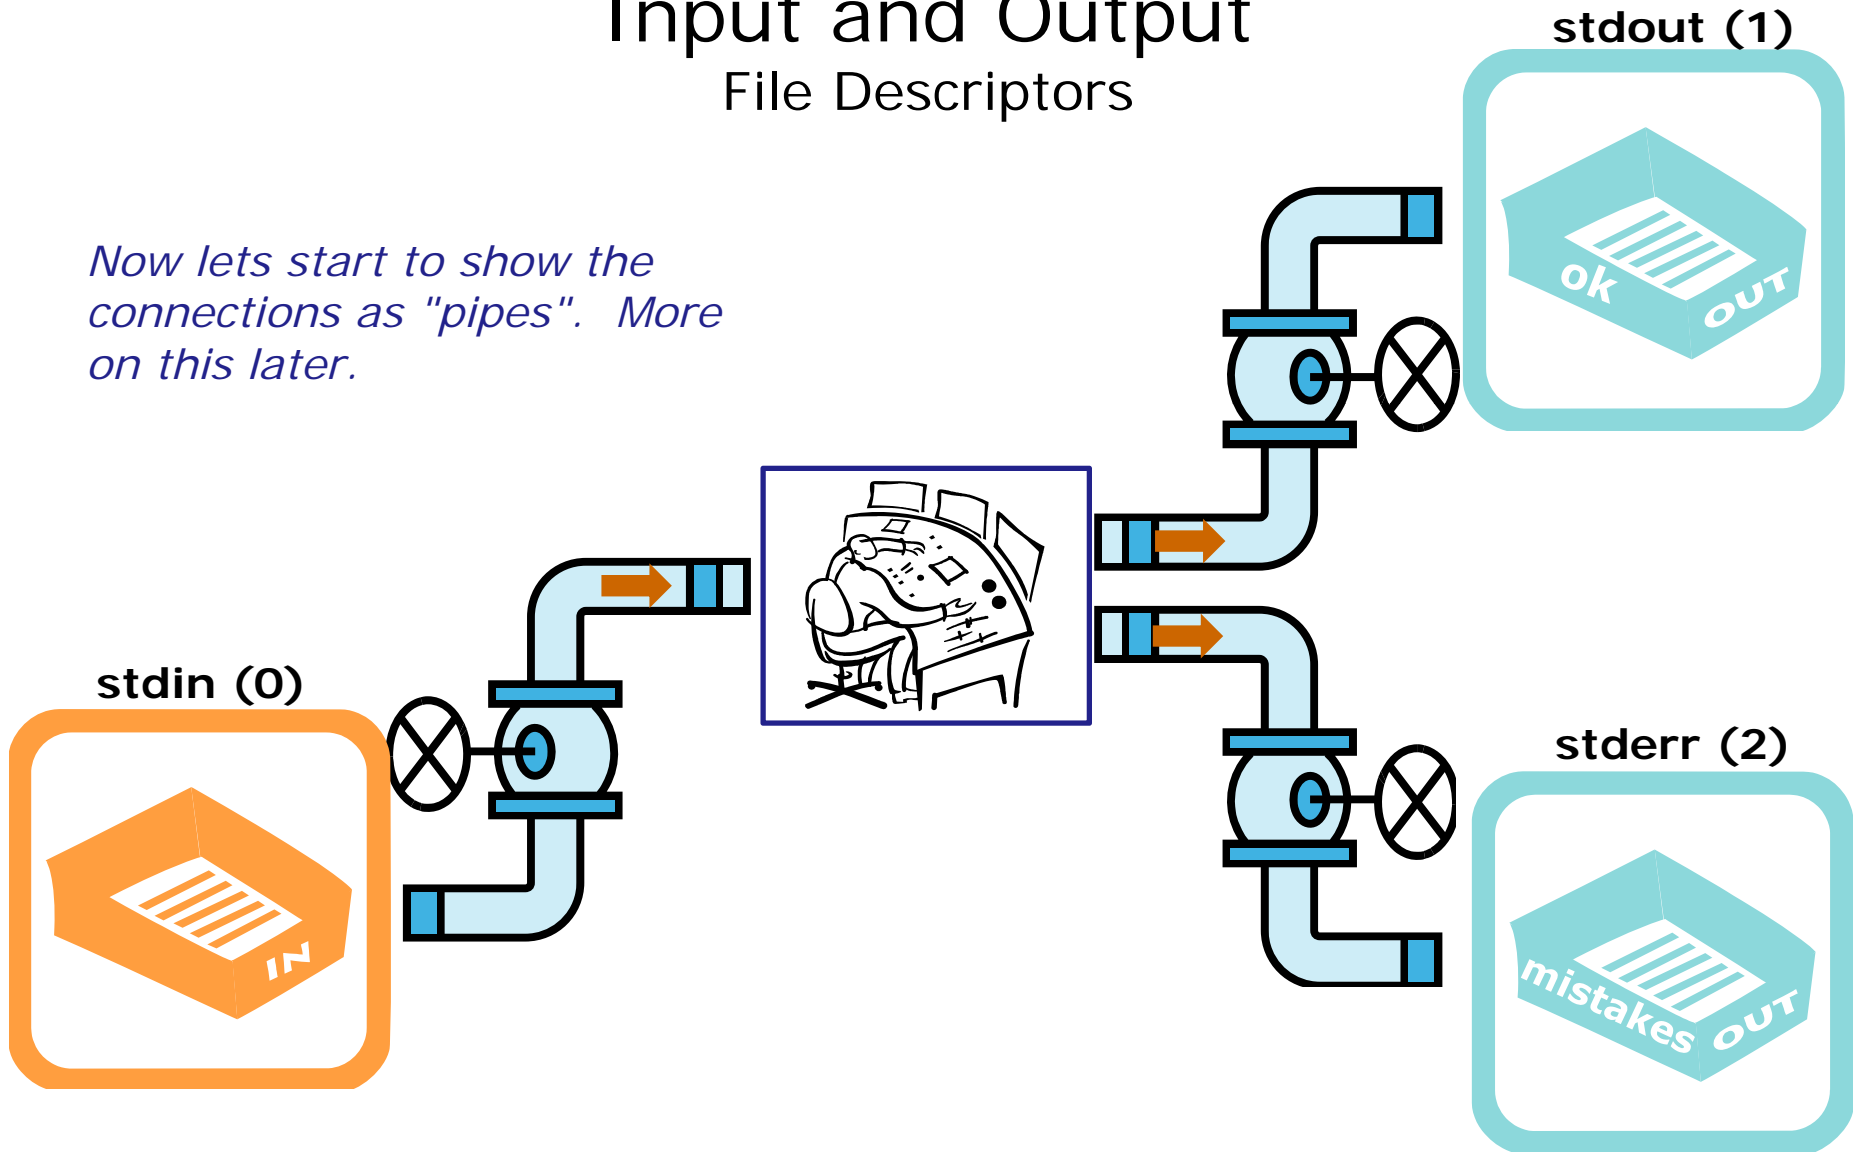 Input and Output
File Descriptors
stdout (1)
Now lets start to show the
connections as "pipes".  More
on this later.
ok
OUT
stdin (0)
IN
stderr (2)
mistakes
OUT